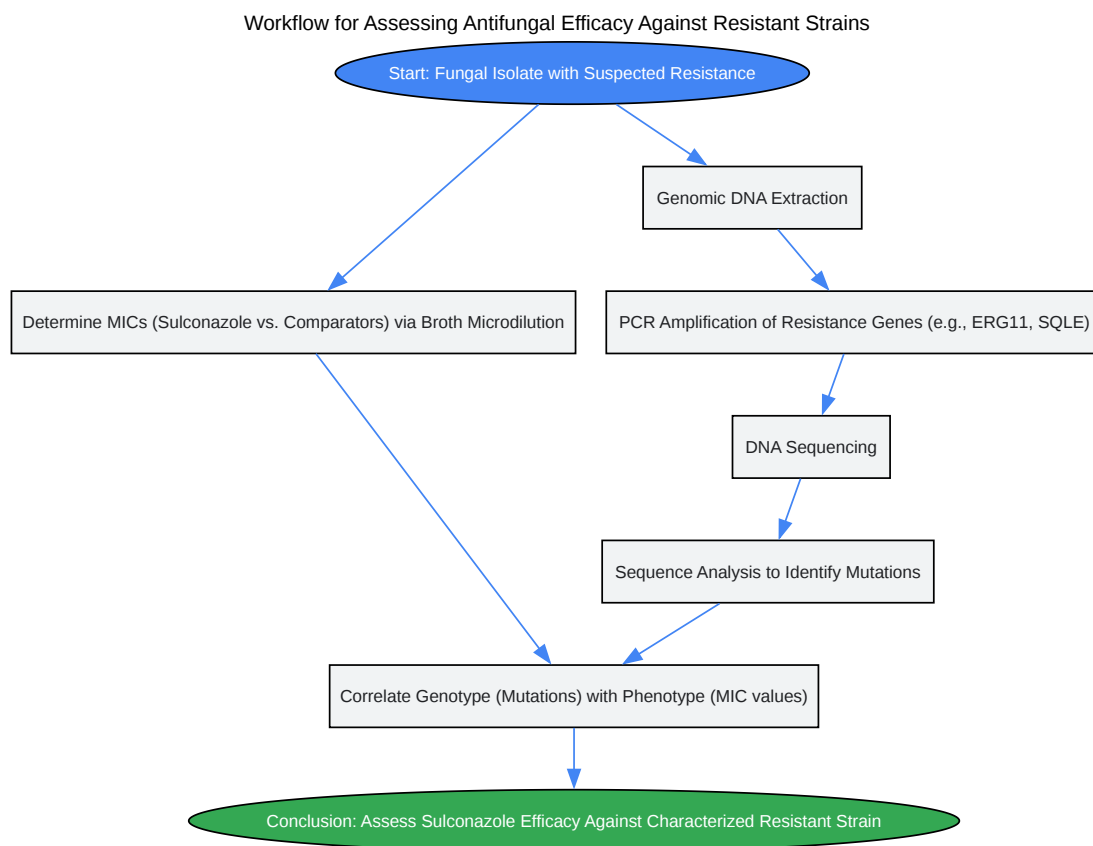 Workflow for Assessing Antifungal Efficacy Against Resistant Strains
Start: Fungal Isolate with Suspected Resistance
Genomic DNA Extraction
Determine MICs (Sulconazole vs. Comparators) via Broth Microdilution
PCR Amplification of Resistance Genes (e.g., ERG11, SQLE)
DNA Sequencing
Sequence Analysis to Identify Mutations
Correlate Genotype (Mutations) with Phenotype (MIC values)
Conclusion: Assess Sulconazole Efficacy Against Characterized Resistant Strain